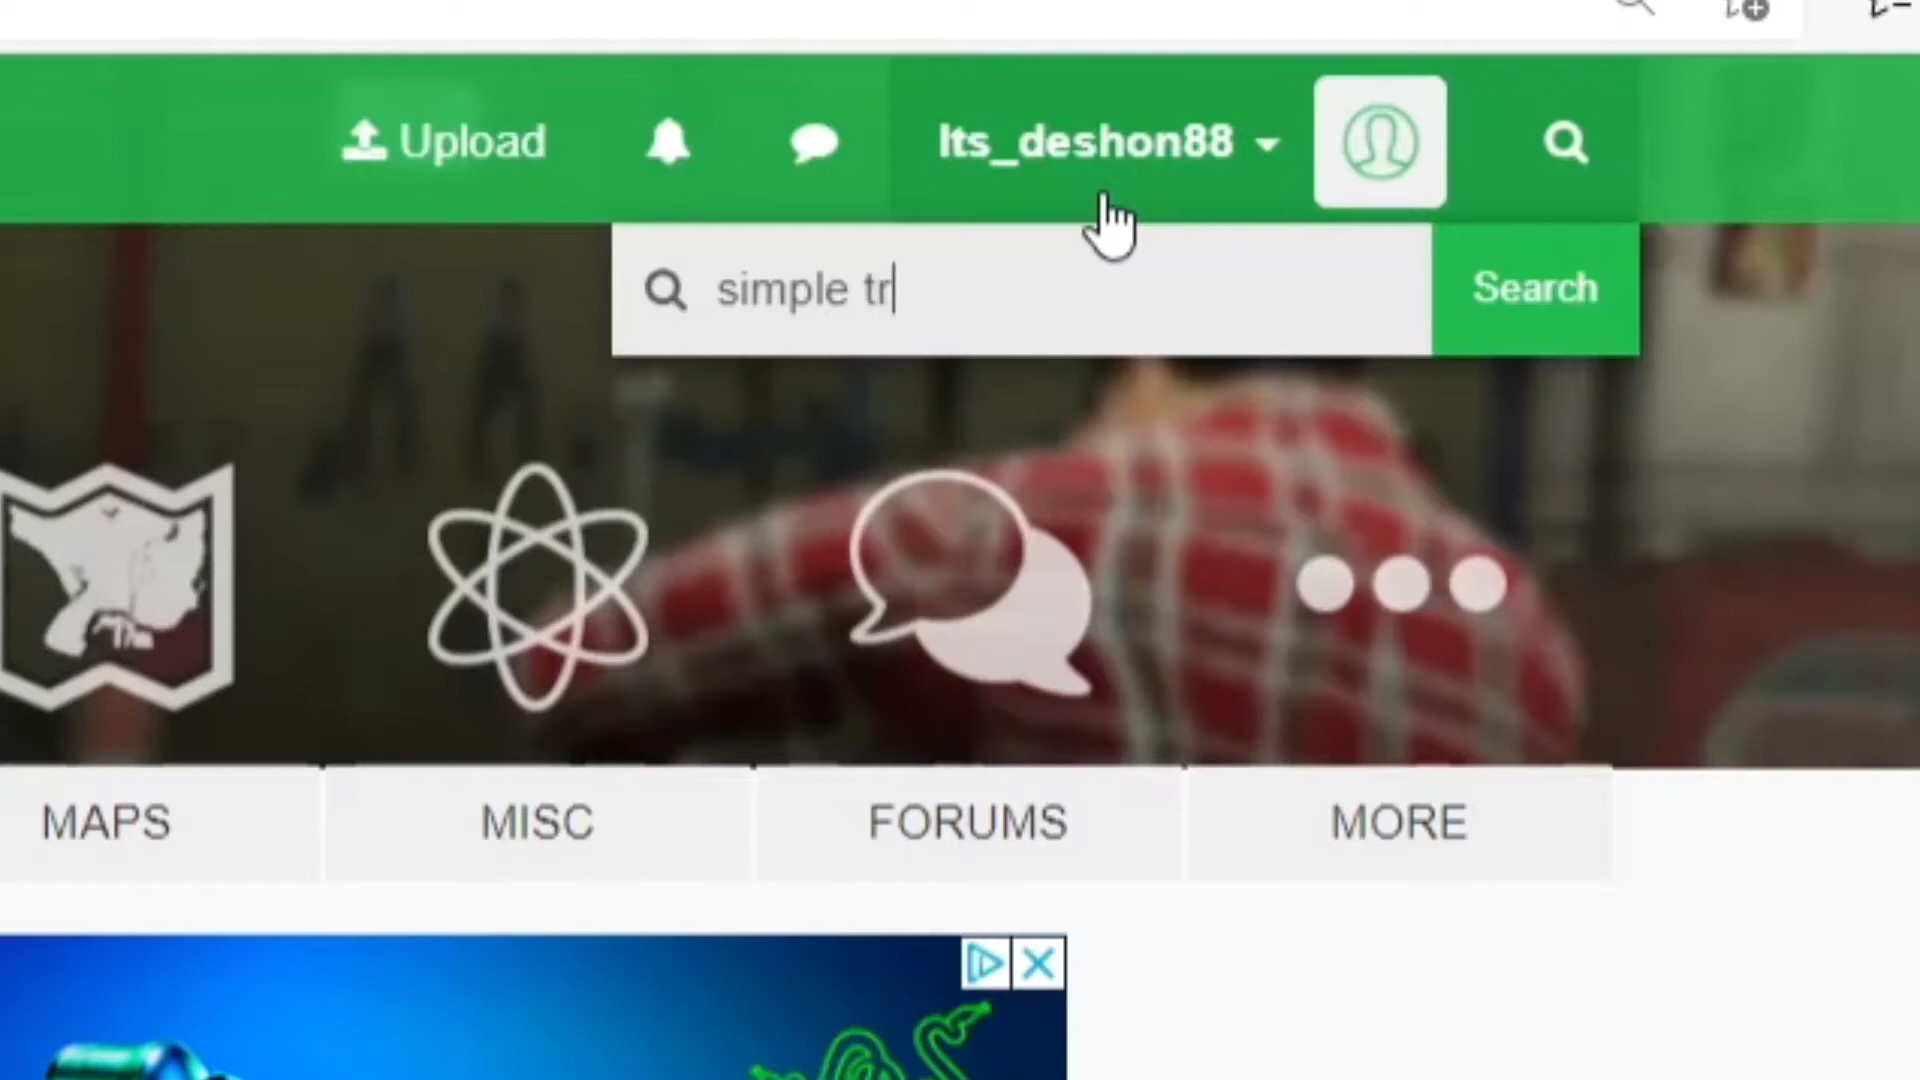 Upload
Its_deshon88
simple tr
Search
MAPS
MISC
FORUMS
MORE